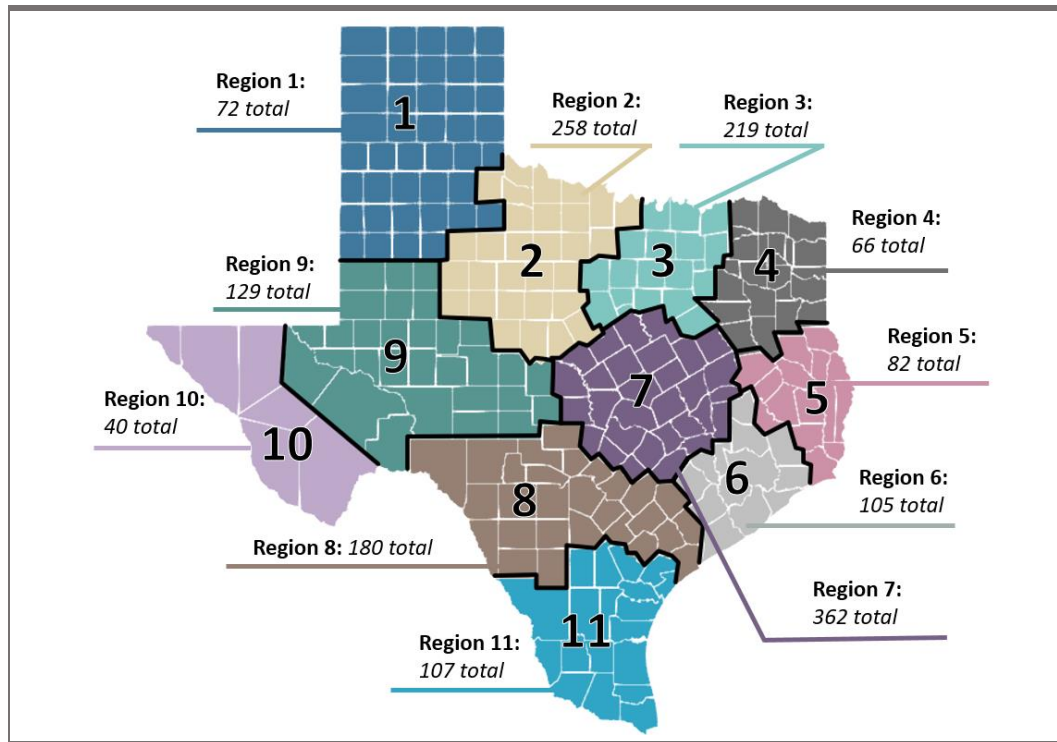 Region 1:
72 total
1
Region 2:
258 total
Region 3:
219 total
2
3
4
Region 4:
66 total
Region 9:
129 total
9
Region 5:
82 total
5
7
Region 10:
40 total
10
8
6
Region 6:
105 total
Region 8: 180 total
Region 7:
362 total
11
Region 11:
107 total